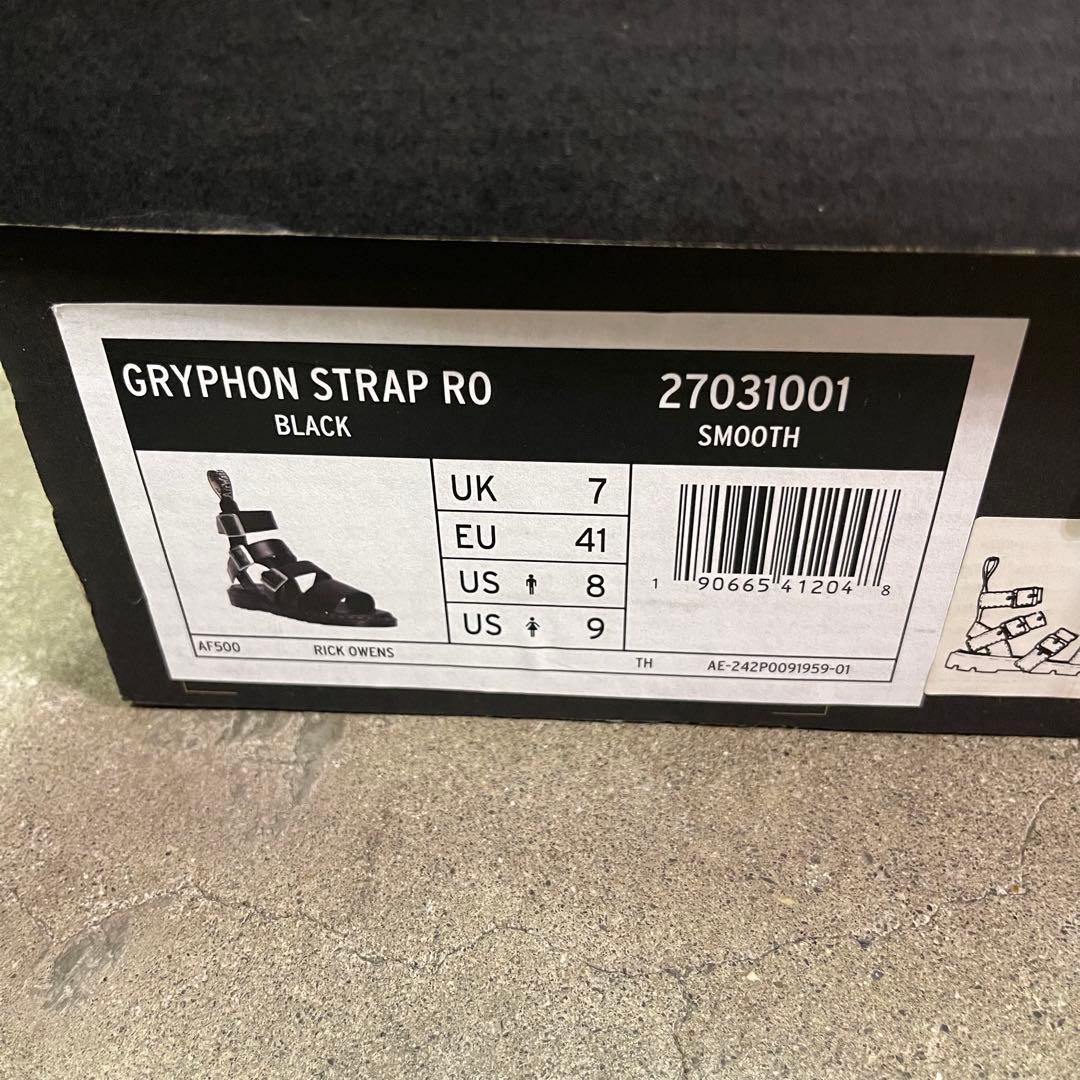 GRYPHON STRAP RO
BLACK
27031001
SMOOTH
UK 7
EU 41
US 8
US 9
1 90665 41204 8
AF500
RICK OWENS
TH
AE-242P0091959-01